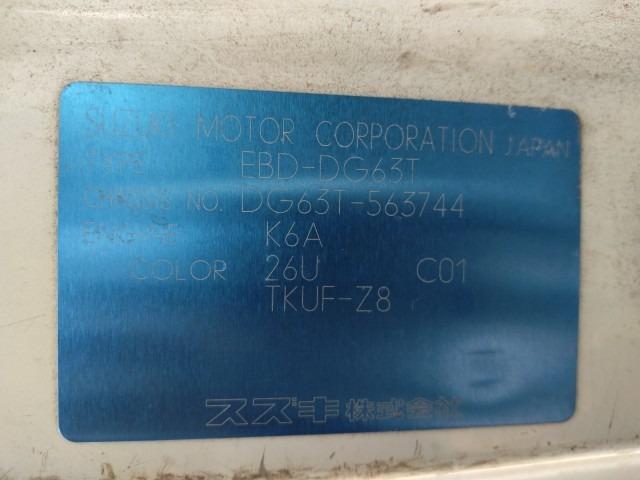 SUZUKI MOTOR CORPORATION JAPAN
TYPE EBD-DG63T
CHASSIS NO. DG63T-563744
ENGINE K6A
COLOR 26U C01
TKUF-Z8
スズキ株式会社